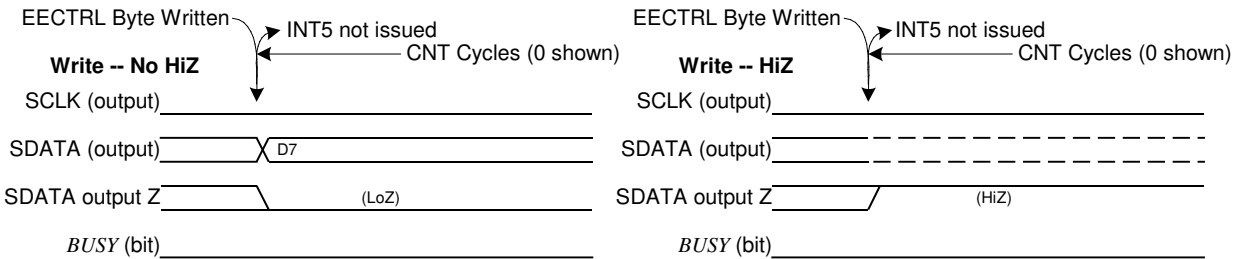 EECTRL Byte Written
INT5 not issued
CNT Cycles (0 shown)
Write -- No HiZ
SCLK (output)
SDATA (output)
D7
SDATA output Z
(LoZ)
BUSY (bit)
EECTRL Byte Written
INT5 not issued
CNT Cycles (0 shown)
Write -- HiZ
SCLK (output)
SDATA (output)
SDATA output Z
(HiZ)
BUSY (bit)